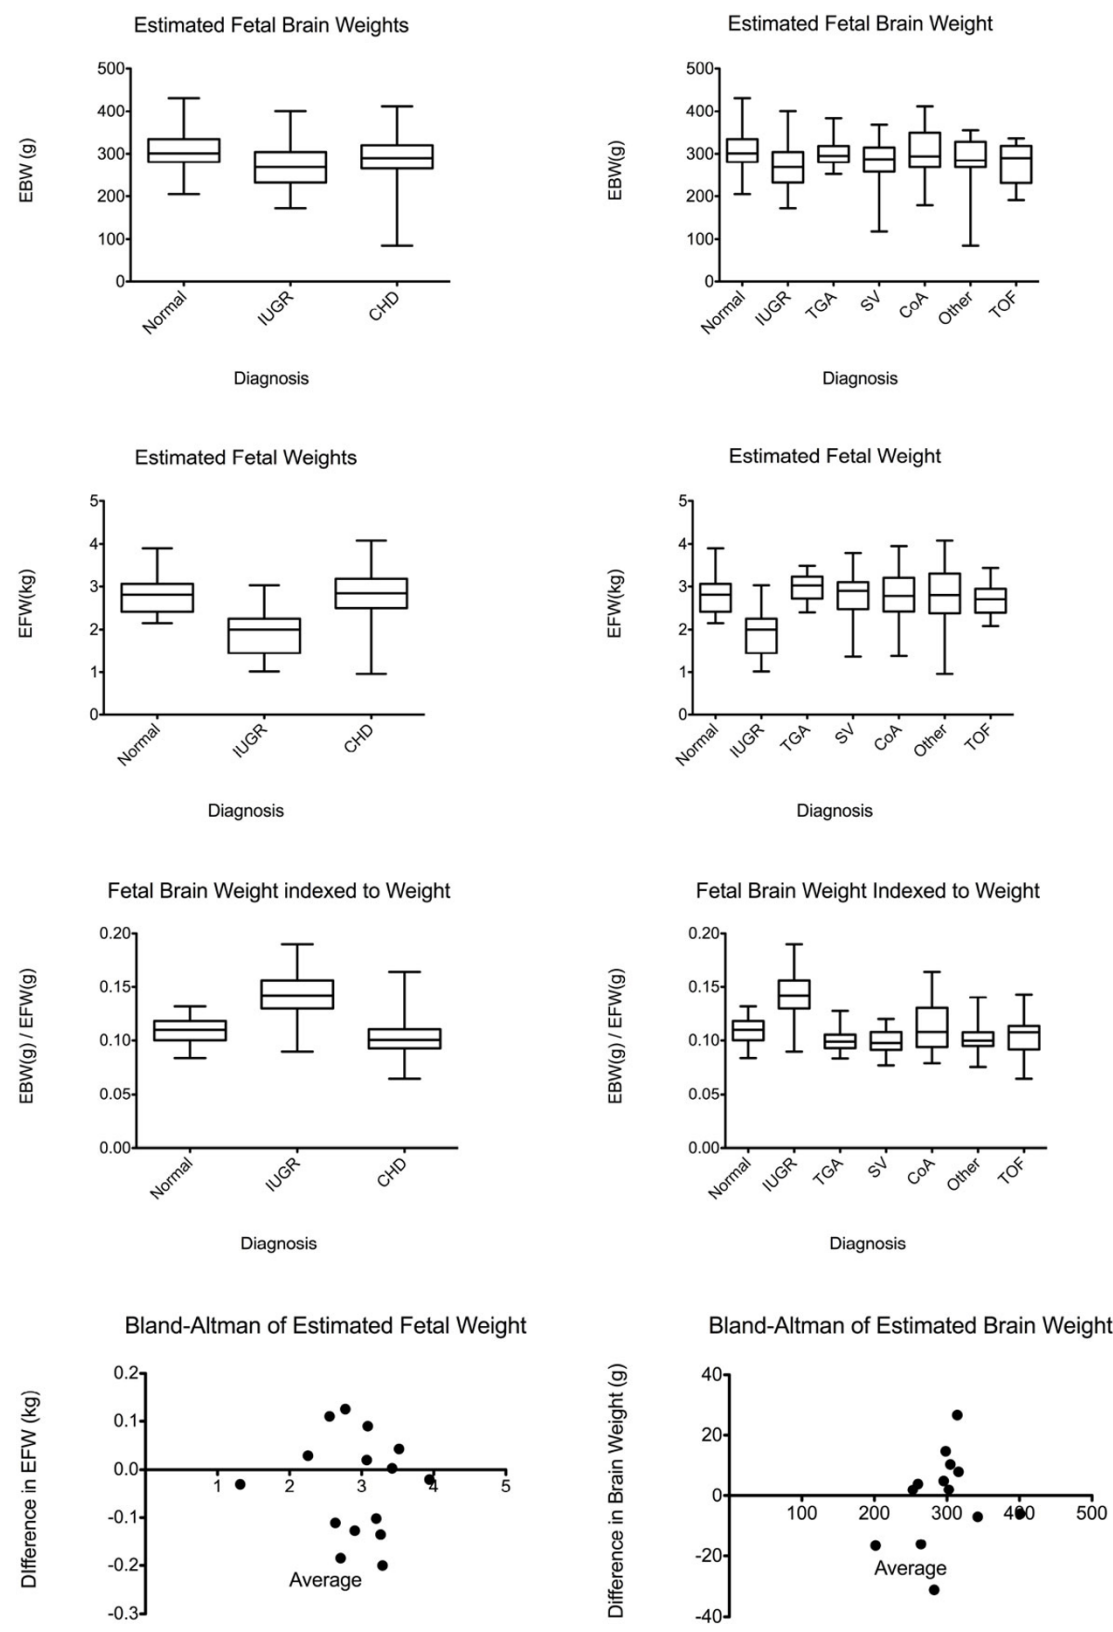 Estimated Fetal Brain Weights
EBW (g)
500
400
300
200
100
0
Normal
IUGR
CHD
Diagnosis
Estimated Fetal Brain Weight
EBW(g)
500
400
300
200
100
0
Normal
IUGR
TGA
SV
CoA
Other
TOF
Diagnosis
Estimated Fetal Weights
EFW(kg)
5
4
3
2
1
0
Normal
IUGR
CHD
Diagnosis
Estimated Fetal Weight
EFW(kg)
5
4
3
2
1
0
Normal
IUGR
TGA
SV
CoA
Other
TOF
Diagnosis
Fetal Brain Weight indexed to Weight
EBW(g) / EFW(g)
0.20
0.15
0.10
0.05
0.00
Normal
IUGR
CHD
Diagnosis
Fetal Brain Weight Indexed to Weight
EBW(g) / EFW(g)
0.20
0.15
0.10
0.05
0.00
Normal
IUGR
TGA
SV
CoA
Other
TOF
Diagnosis
Bland-Altman of Estimated Fetal Weight
Difference in EFW (kg)
0.2
0.1
0.0
-0.1
-0.2
-0.3
1 2 3 4 5
Average
Bland-Altman of Estimated Brain Weight
Difference in Brain Weight (g)
40
20
0
-20
-40
100 200 300 400 500
Average